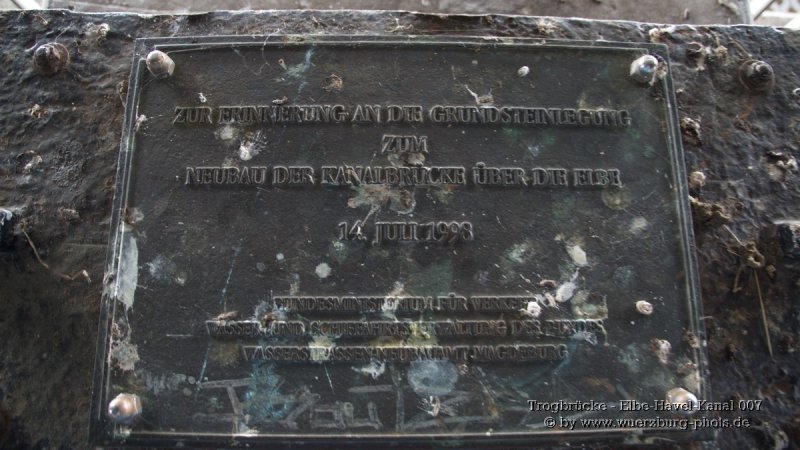 ZUR ERINNERUNG AN DIE GRUNDSTEINLEGUNG
ZUM
NEUBAU DER KANALBRÜCKE ÜBER DIE ELBE
14. JULI 1998
BUNDESMINISTERIUM FÜR VERKEHR
WASSER- UND SCHIFFAHRTSVERWALTUNG DES BUNDES
WASSERSTRASSEN-NEUBAUAMT MAGDEBURG
Trogbrücke - Elbe-Havel-Kanal 007
© by www.wuerzburg-phots.de